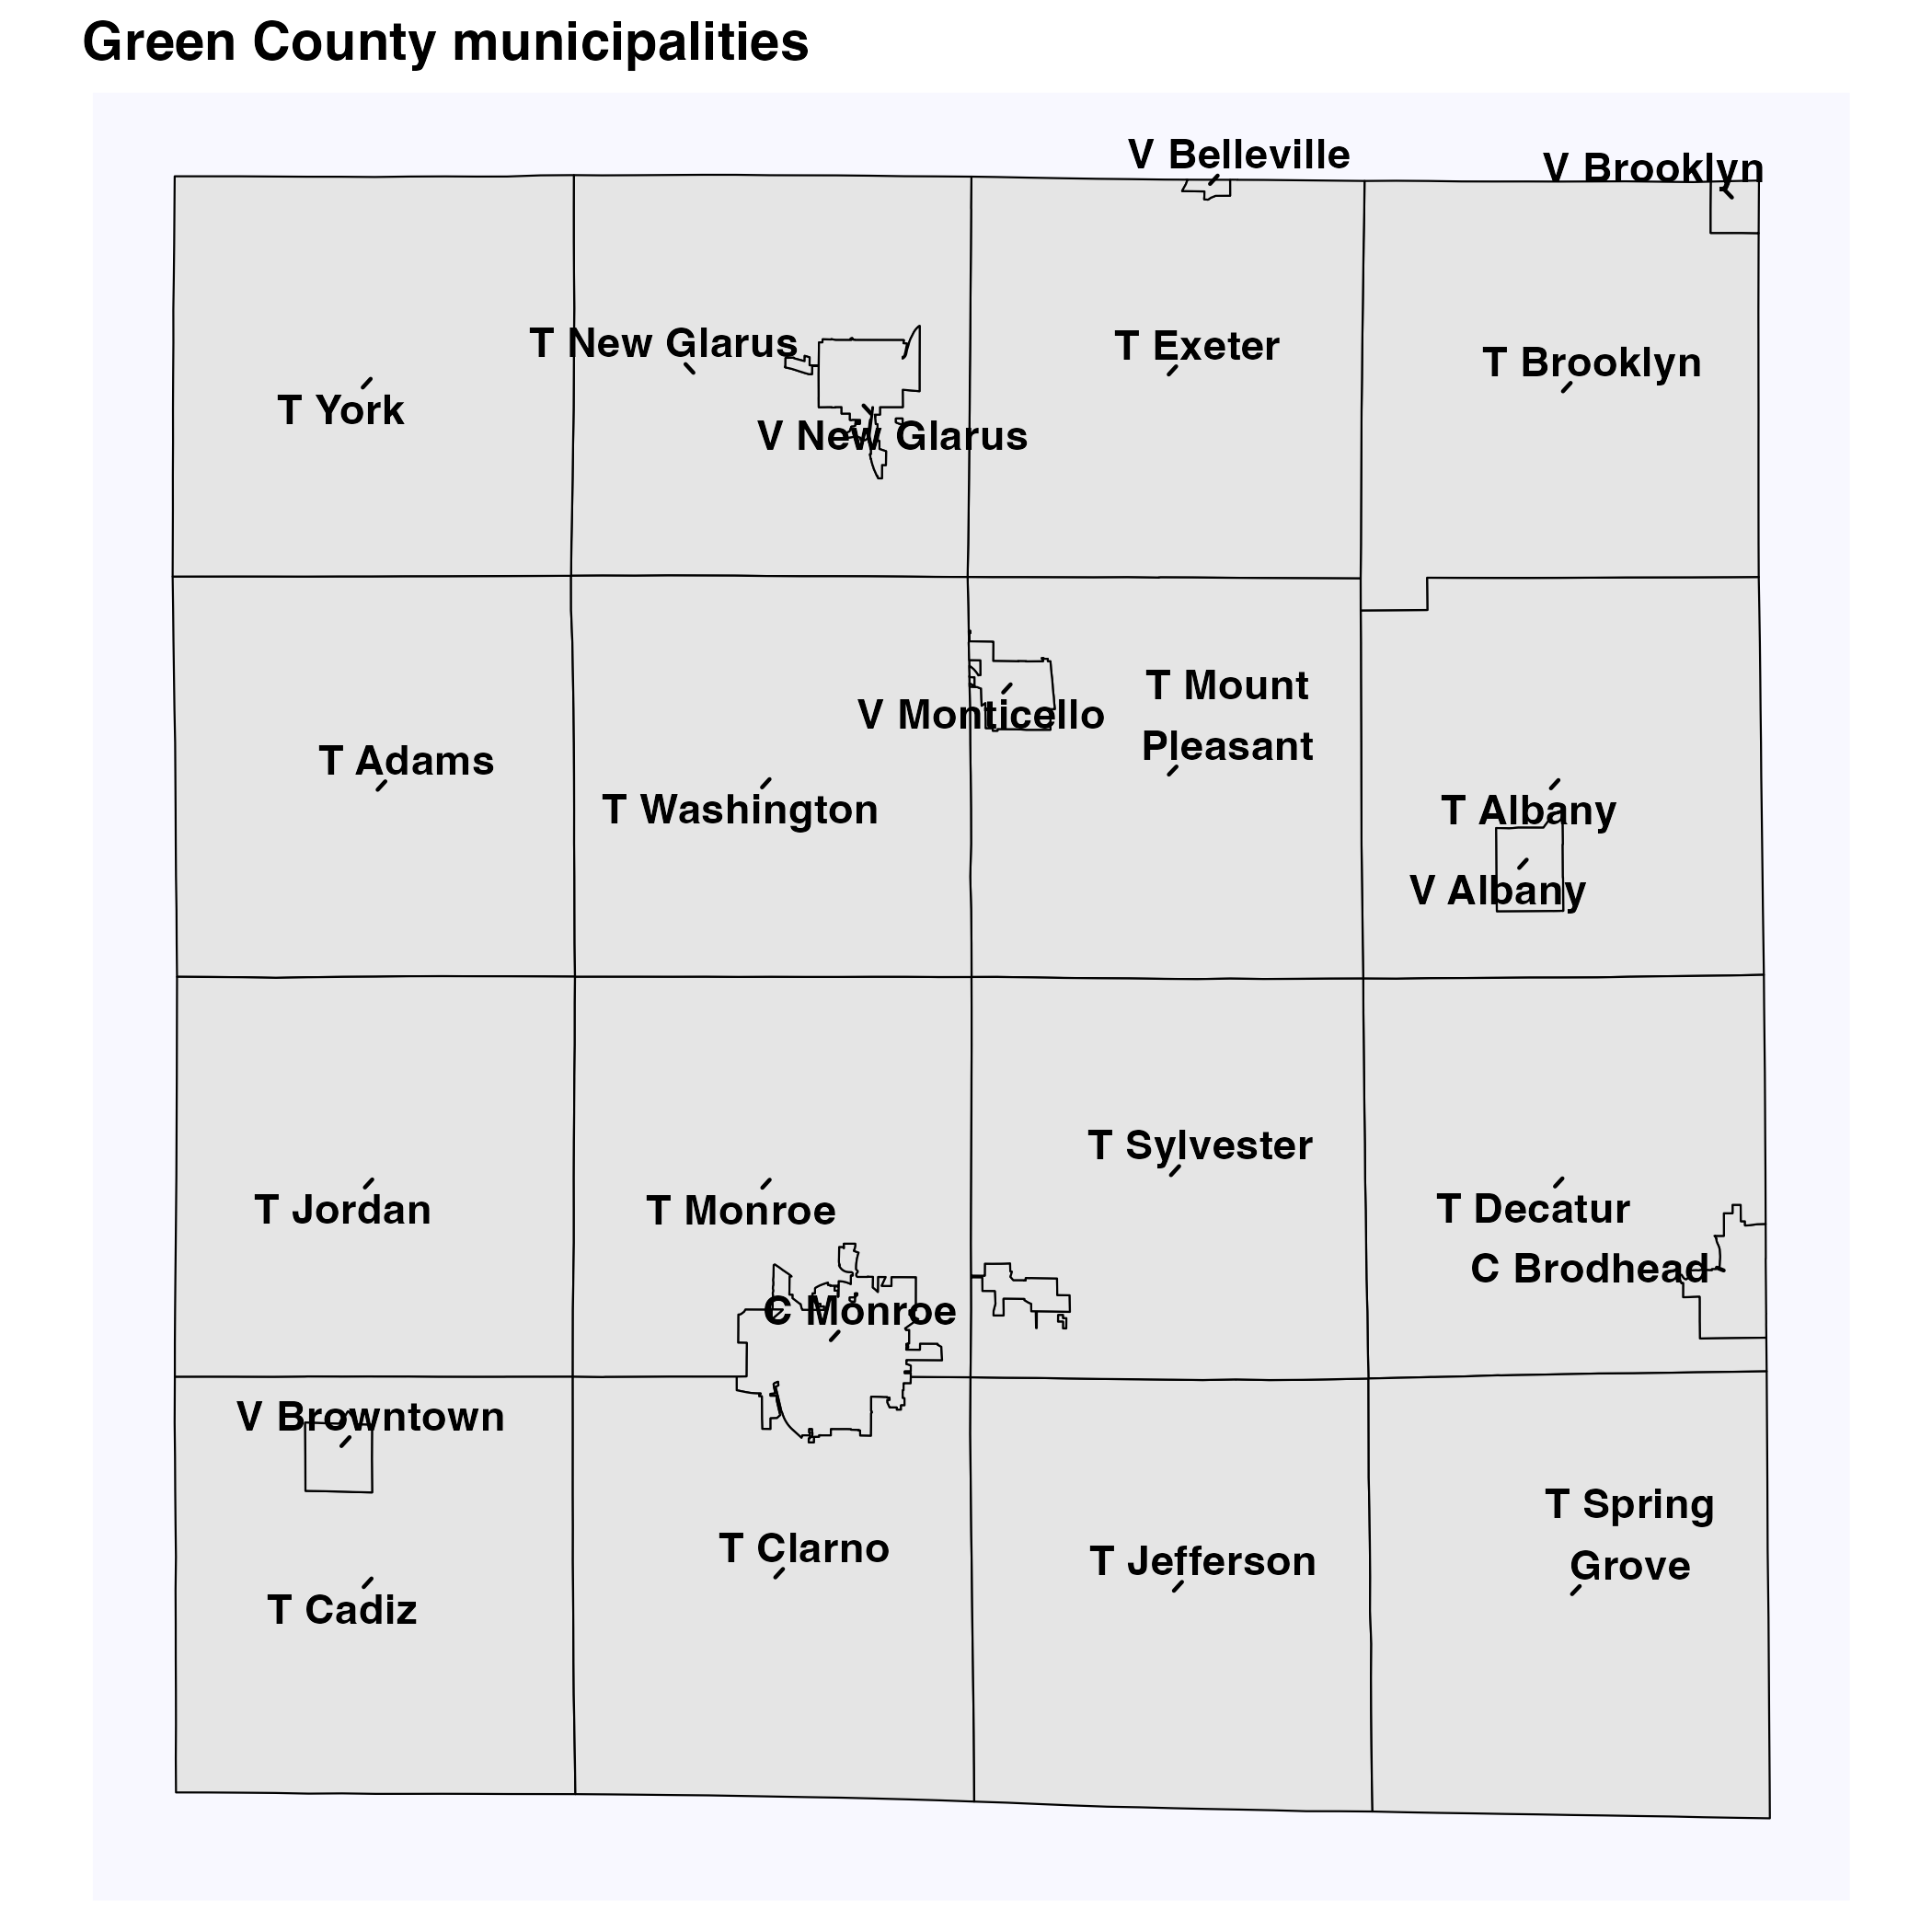 Green County municipalities
V Belleville
V Brooklyn
T New Glarus
T Exeter
T Brooklyn
T York
V New Glarus
T Mount
Pleasant
V Monticello
T Adams
T Washington
T Albany
V Albany
T Sylvester
T Jordan
T Monroe
T Decatur
C Brodhead
C Monroe
V Browntown
T Spring
Grove
T Clarno
T Jefferson
T Cadiz